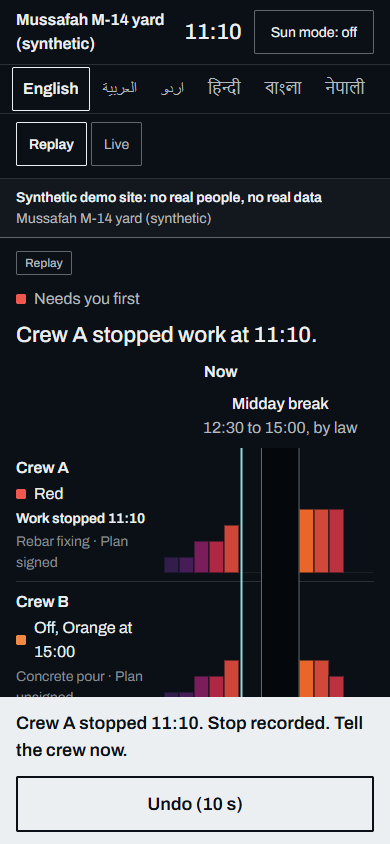 Mussafah M-14 yard
(synthetic)
11:10
Sun mode: off
English
العربية
اردو
हिन्दी
বাংলা
नेपाली
Replay
Live
Synthetic demo site: no real people, no real data
Mussafah M-14 yard (synthetic)
Replay
Needs you first
Crew A stopped work at 11:10.
Now
Midday break
12:30 to 15:00, by law
Crew A
Red
Work stopped 11:10
Rebar fixing · Plan
signed
Crew B
Off, Orange at
15:00
Concrete pour · Plan
unsigned
Crew A stopped 11:10. Stop recorded. Tell
the crew now.
Undo (10 s)